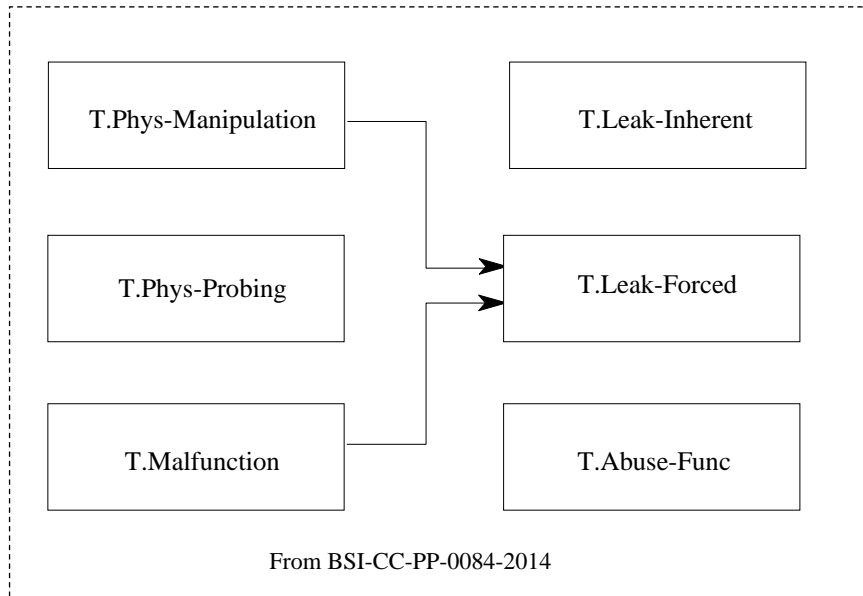 T.Phys-Manipulation
T.Leak-Inherent
T.Phys-Probing
T.Leak-Forced
T.Malfunction
T.Abuse-Func
From BSI-CC-PP-0084-2014